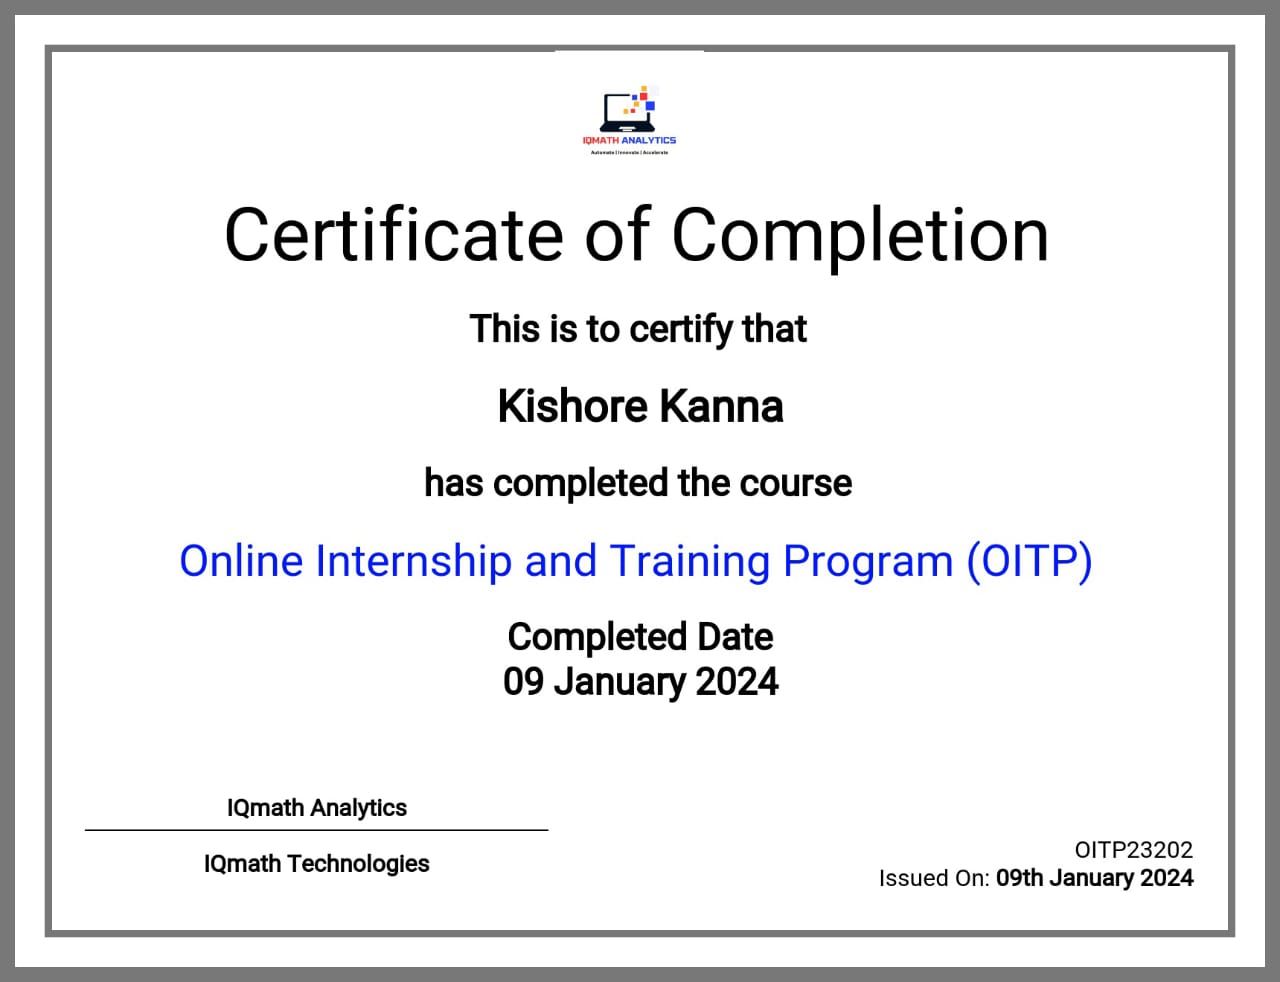 IQMATH ANALYTICS
Automate | Innovate | Accelerate
Certificate of Completion
This is to certify that
Kishore Kanna
has completed the course
Online Internship and Training Program (OITP)
Completed Date
09 January 2024
IQmath Analytics
IQmath Technologies
OITP23202
Issued On: 09th January 2024